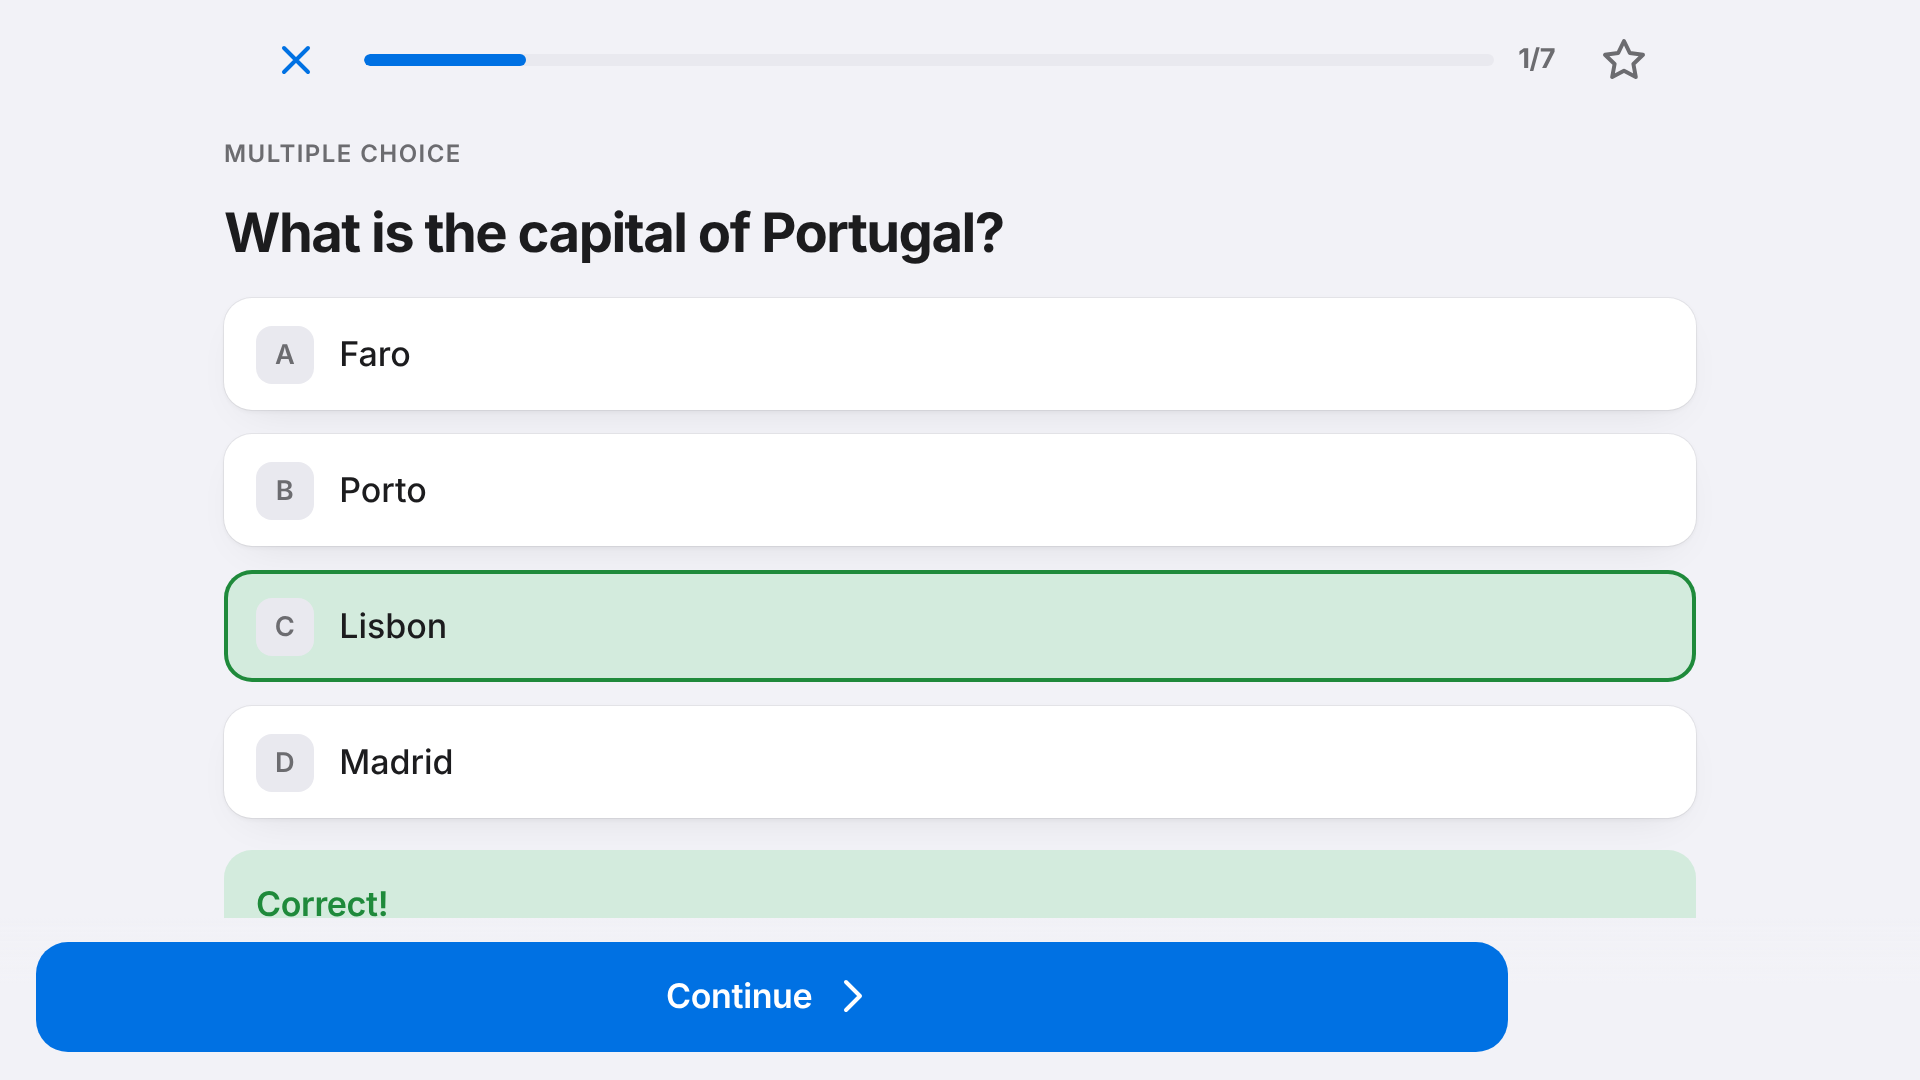 1/7
MULTIPLE CHOICE
What is the capital of Portugal?
A Faro
B Porto
C Lisbon
D Madrid
Correct!
Continue